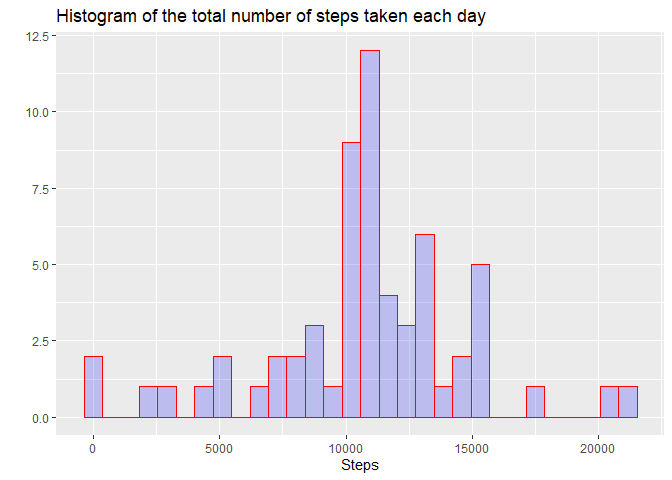 Histogram of the total number of steps taken each day
12.5
10.0
7.5
5.0
2.5
0.0
0 5000 10000 15000 20000
Steps